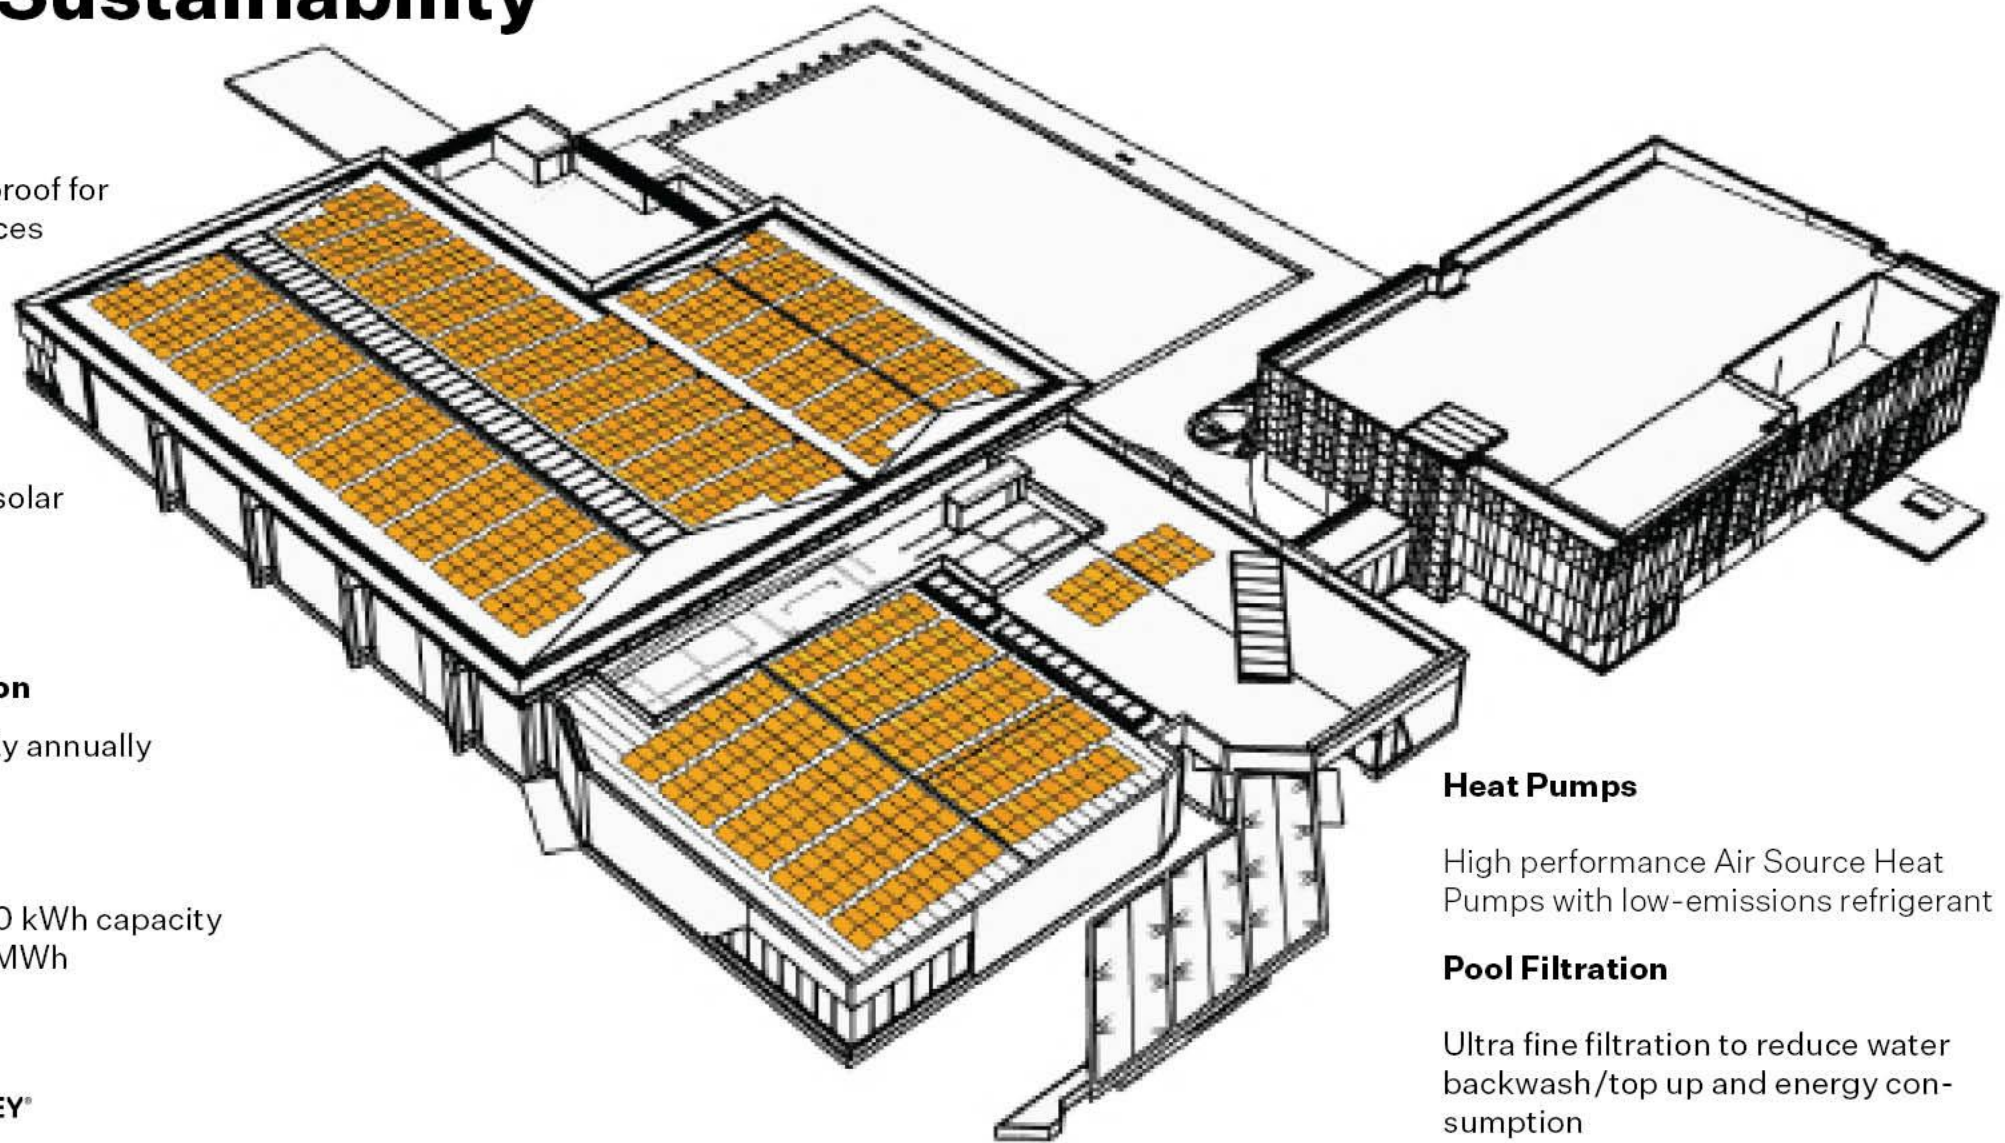 Sustainability
roof for
ces
solar
on
y annually
0 kWh capacity
MWh
EY®
Heat Pumps
High performance Air Source Heat
Pumps with low-emissions refrigerant
Pool Filtration
Ultra fine filtration to reduce water
backwash/top up and energy con-
sumption